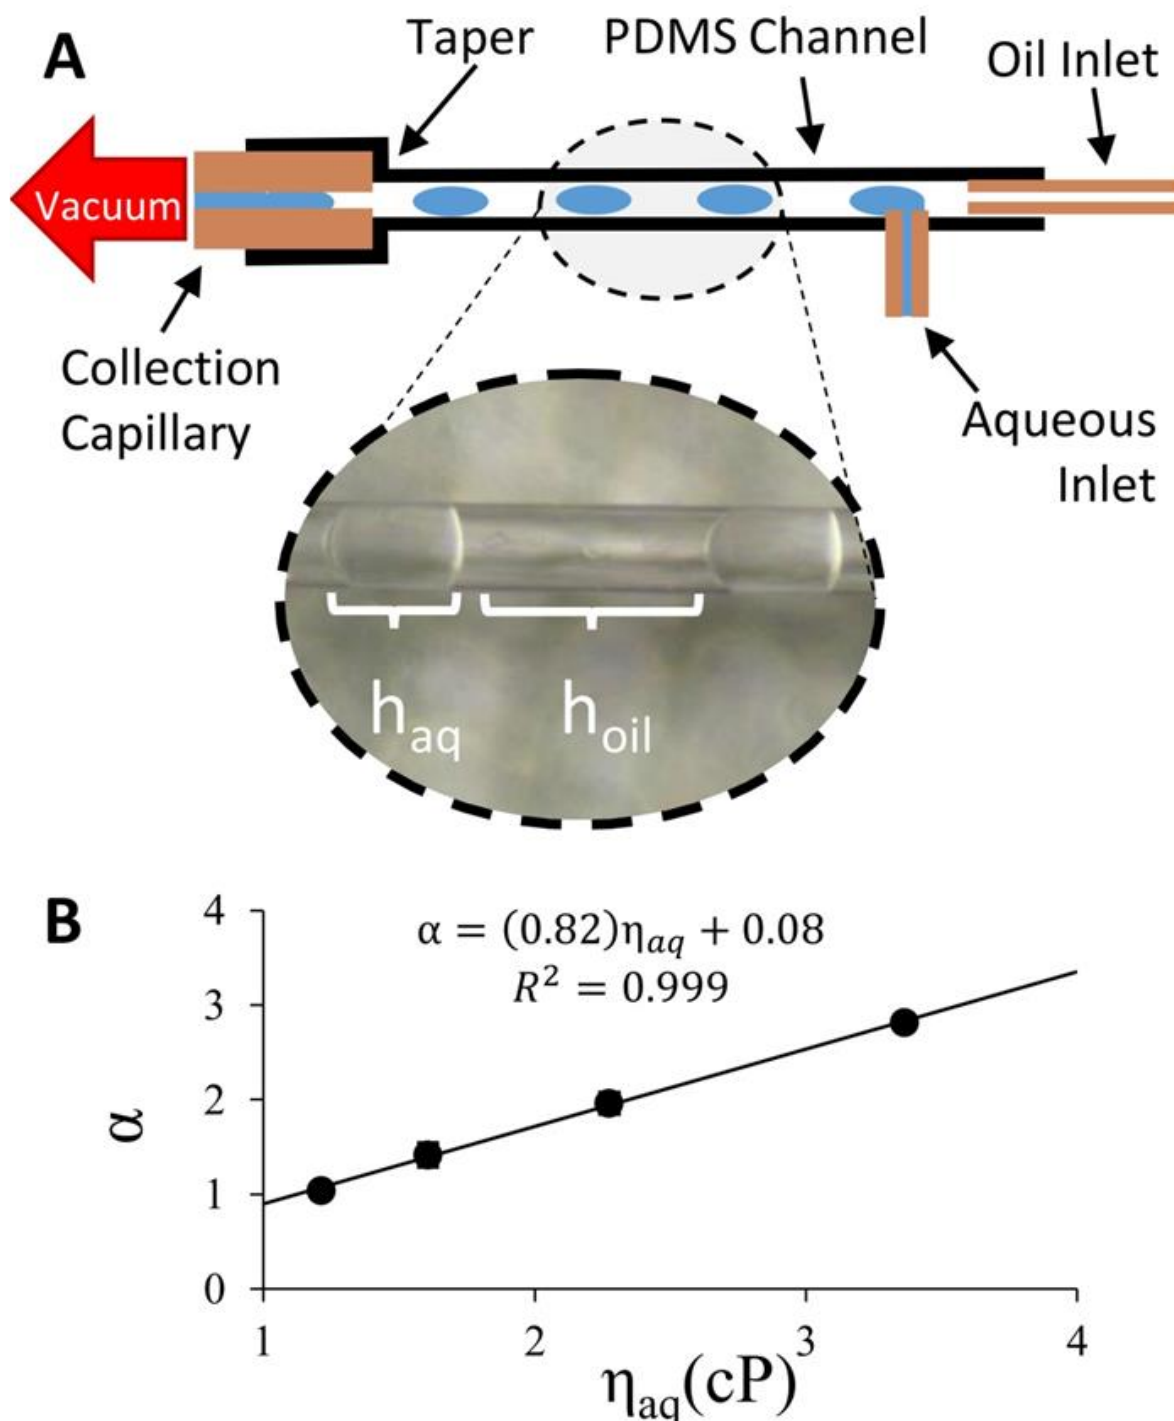 A
Taper
PDMS Channel
Oil Inlet
Vacuum
Collection
Capillary
Aqueous
Inlet
h_aq
h_oil
B
α = (0.82)η_aq + 0.08
R² = 0.999
4
3
2
1
0
α
1 2 3 4
η_aq(cP)